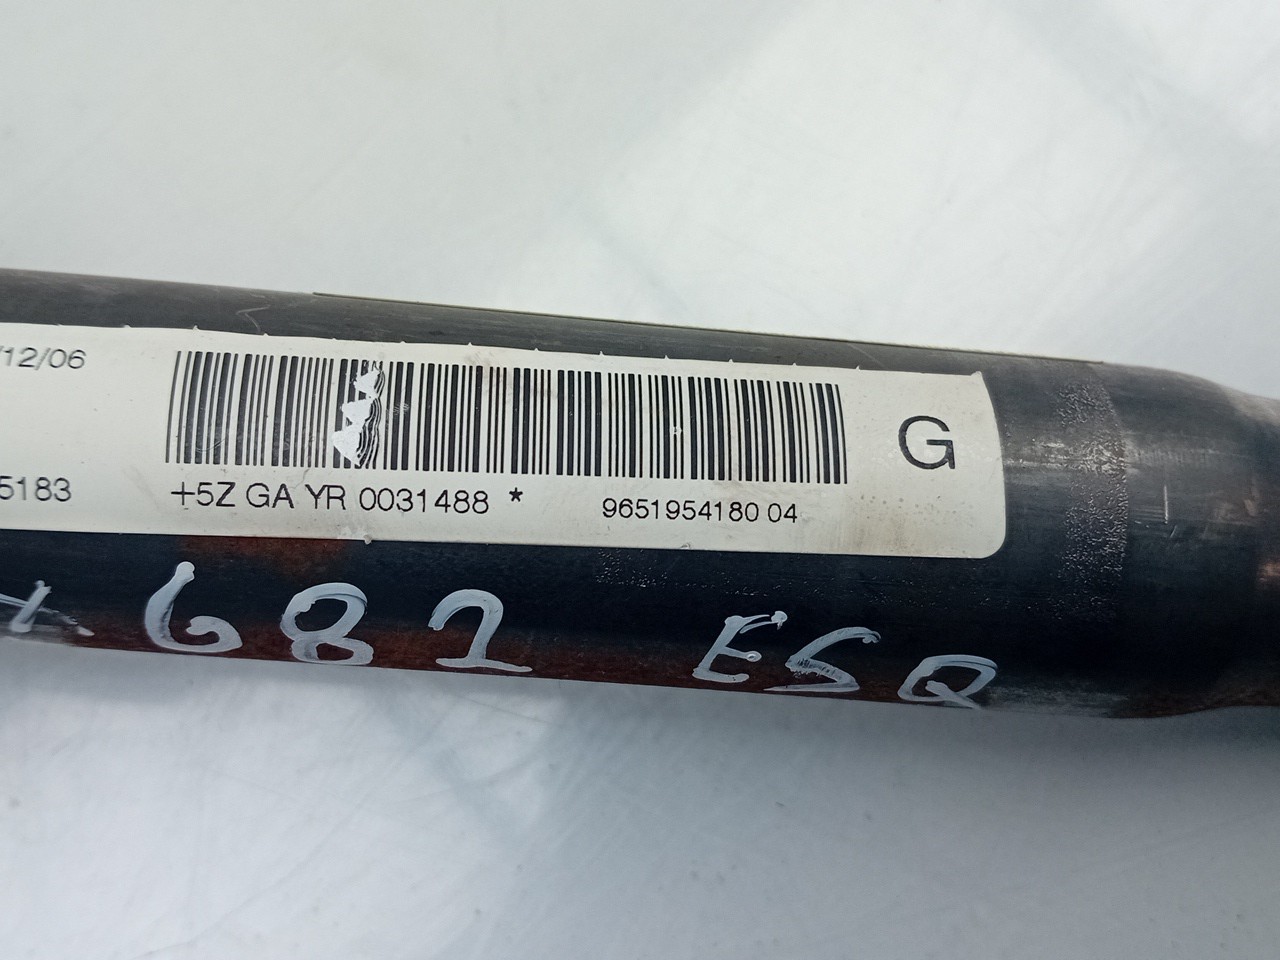 /12/06
G
5183
+5Z GA YR 0031488 *
9651954180 04
682 ESQ